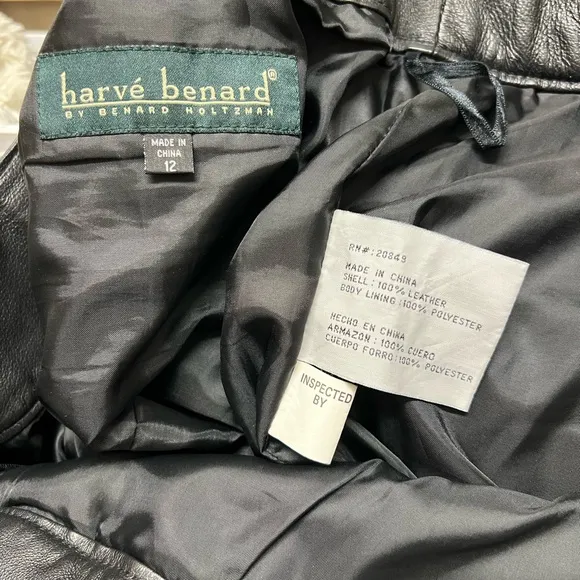 harvé benard®
BY BENARD HOLTZMAN
MADE IN
CHINA
12
RN#:20849
MADE IN CHINA
SHELL:100% LEATHER
BODY LINING:100% POLYESTER
HECHO EN CHINA
ARMAZON:100% CUERO
CUERPO FORRO:100% POLYESTER
INSPECTED
BY